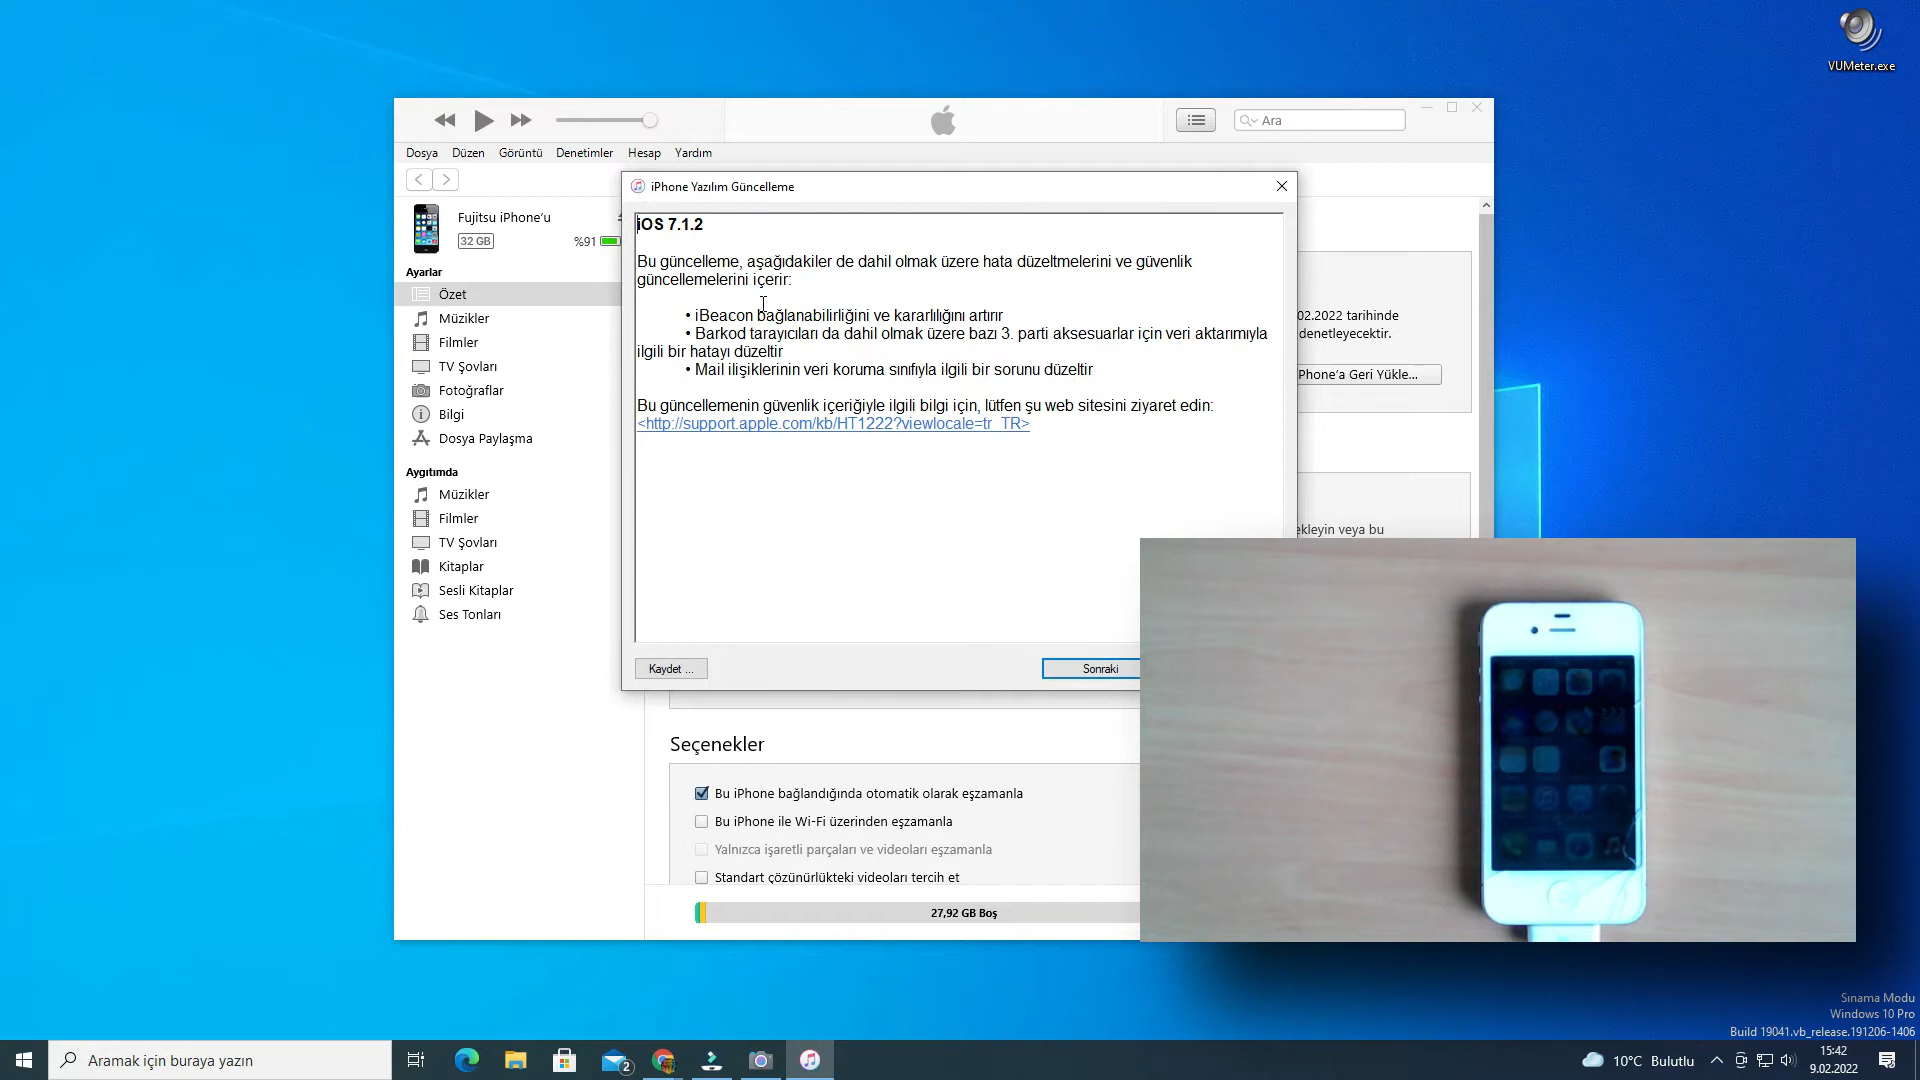 VUMeter.exe
Ara
Dosya Düzen Görüntü Denetimler Hesap Yardım
iPhone Yazılım Güncelleme
Fujitsu iPhone'u
32 GB %91
Ayarlar
Özet
Müzikler
Filmler
TV Şovları
Fotoğraflar
Bilgi
Dosya Paylaşma
Aygıtımda
Müzikler
Filmler
TV Şovları
Kitaplar
Sesli Kitaplar
Ses Tonları
iOS 7.1.2
Bu güncelleme, aşağıdakiler de dahil olmak üzere hata düzeltmelerini ve güvenlik
güncellemelerini içerir:
• iBeacon bağlanabilirliğini ve kararlılığını artırır
• Barkod tarayıcıları da dahil olmak üzere bazı 3. parti aksesuarlar için veri aktarımıyla
ilgili bir hatayı düzeltir
• Mail ilişiklerinin veri koruma sınıfıyla ilgili bir sorunu düzeltir
Bu güncellemenin güvenlik içeriğiyle ilgili bilgi için, lütfen şu web sitesini ziyaret edin:
<http://support.apple.com/kb/HT1222?viewlocale=tr_TR>
Kaydet ...
Sonraki
02.2022 tarihinde
denetleyecektir.
Phone'a Geri Yükle...
ekleyin veya bu
Seçenekler
Bu iPhone bağlandığında otomatik olarak eşzamanla
Bu iPhone ile Wi-Fi üzerinden eşzamanla
Yalnızca işaretli parçaları ve videoları eşzamanla
Standart çözünürlükteki videoları tercih et
27,92 GB Boş
Sınama Modu
Windows 10 Pro
Build 19041.vb_release.191206-1406
Aramak için buraya yazın
2
10°C Bulutlu
15:42
9.02.2022